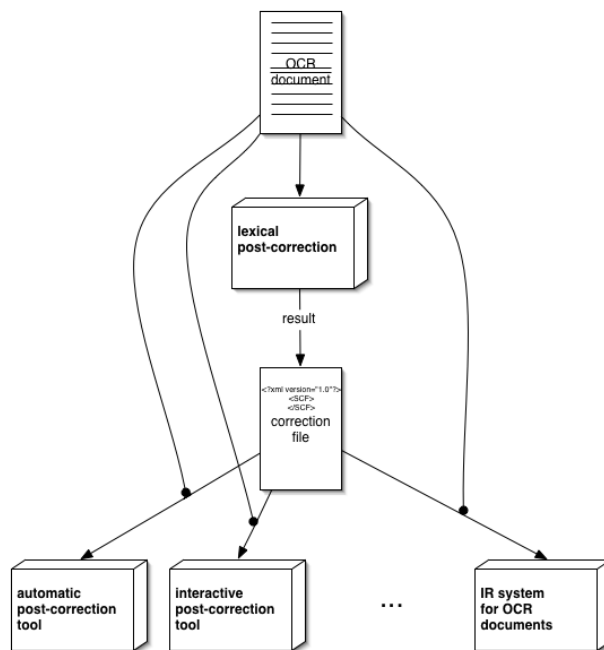 OCR
document
lexical
post-correction
result
<?xml version="1.0"?>
<SCF>
</SCF>
correction
file
automatic
post-correction
tool
interactive
post-correction
tool
...
IR system
for OCR
documents